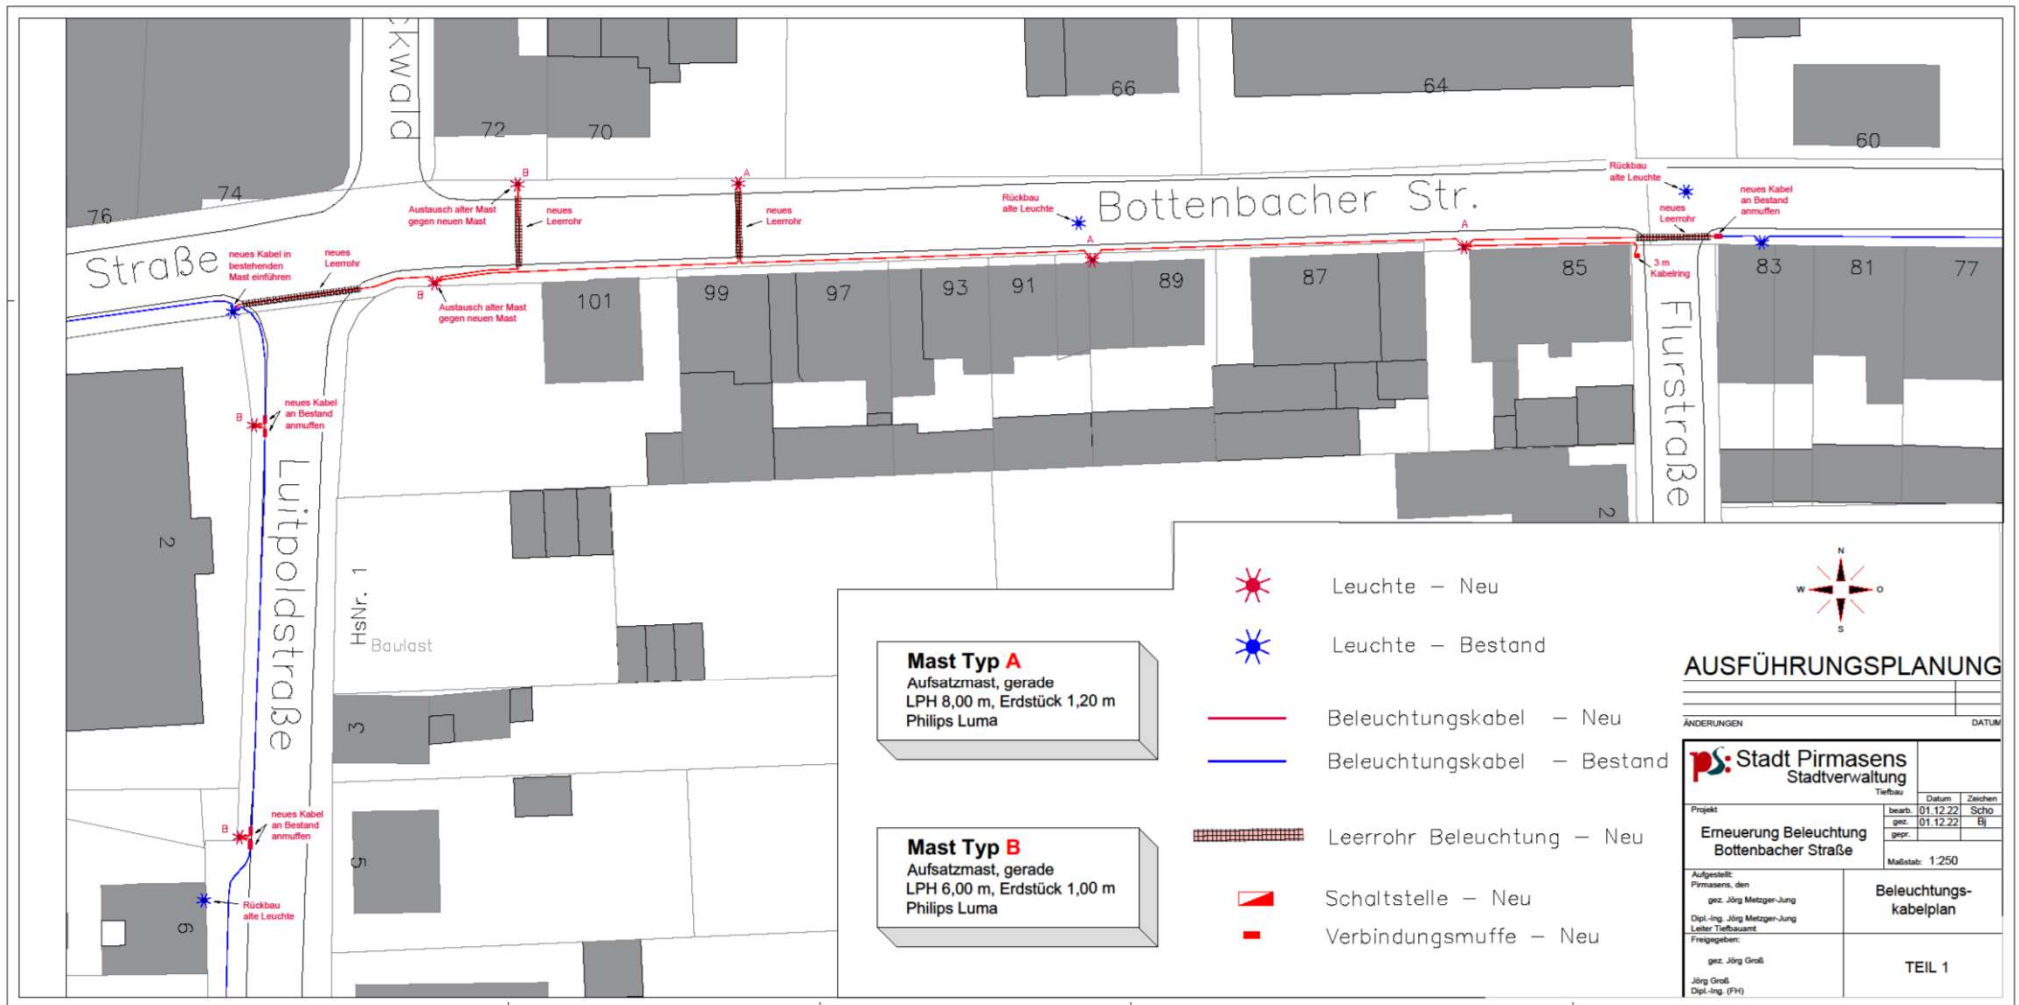 ckwald
72
70
66
64
60
74
76
B
A
Austausch alter Mast
gegen neuen Mast
neues
Leerrohr
neues
Leerrohr
Rückbau
alte Leuchte
Bottenbacher Str.
Rückbau
alte Leuchte
neues Kabel
an Bestand
anmuffen
neues
Leerrohr
Straße
neues Kabel in
bestehenden
Mast einführen
neues
Leerrohr
B
Austausch alter Mast
gegen neuen Mast
A
A
3 m
Kabelring
101
99
97
93
91
89
87
85
83
81
77
Flurstraße
2
B
neues Kabel
an Bestand
anmuffen
Luitpoldstraße
2
HsNr. 1
Baulast
3
5
6
B
neues Kabel
an Bestand
anmuffen
Rückbau
alte Leuchte
Mast Typ A
Aufsatzmast, gerade
LPH 8,00 m, Erdstück 1,20 m
Philips Luma
Mast Typ B
Aufsatzmast, gerade
LPH 6,00 m, Erdstück 1,00 m
Philips Luma
Leuchte – Neu
Leuchte – Bestand
Beleuchtungskabel – Neu
Beleuchtungskabel – Bestand
Leerrohr Beleuchtung – Neu
Schaltstelle – Neu
Verbindungsmuffe – Neu
N
W
O
S
AUSFÜHRUNGSPLANUNG
ÄNDERUNGEN DATUM
ps: Stadt Pirmasens
Stadtverwaltung
Tiefbau
Datum Zeichen
Projekt
bearb. 01.12.22 Scho
gez. 01.12.22 Bj
gepr.
Erneuerung Beleuchtung
Bottenbacher Straße
Maßstab: 1:250
Aufgestellt:
Pirmasens, den
gez. Jörg Metzger-Jung
Dipl.-Ing. Jörg Metzger-Jung
Leiter Tiefbauamt
Beleuchtungs-
kabelplan
Freigegeben:
gez. Jörg Groß
Jörg Groß
Dipl.-Ing. (FH)
TEIL 1